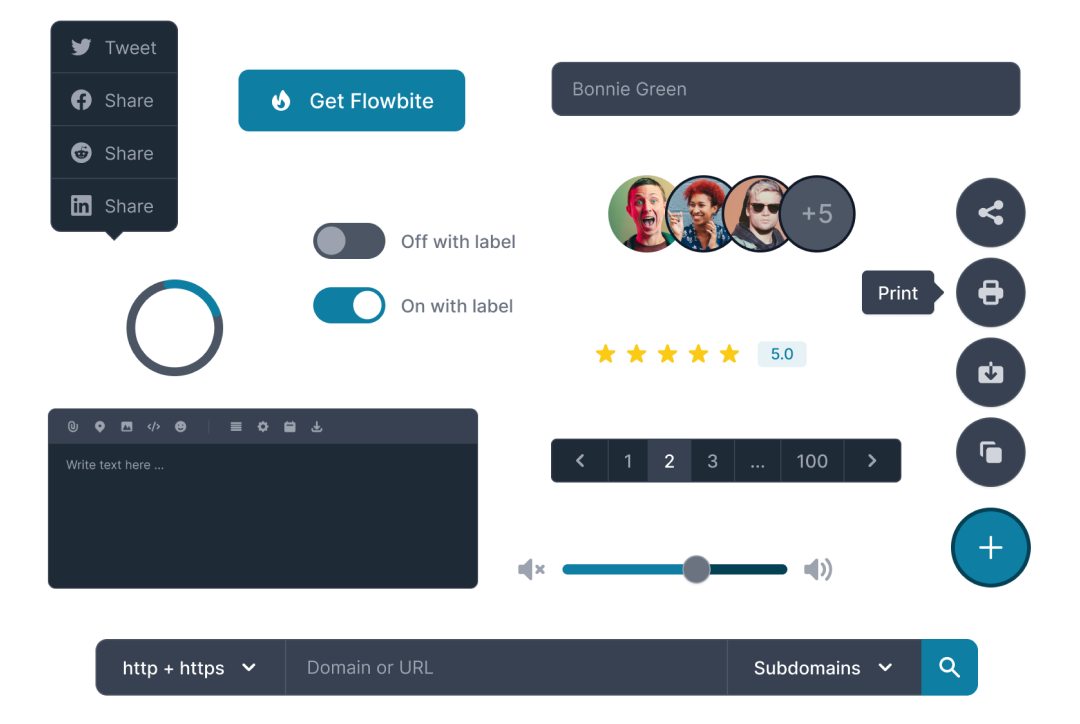 Tweet
Share
Share
Share
Get Flowbite
Bonnie Green
+5
Off with label
On with label
Print
5.0
Write text here ...
1 2 3 ... 100
http + https Domain or URL Subdomains